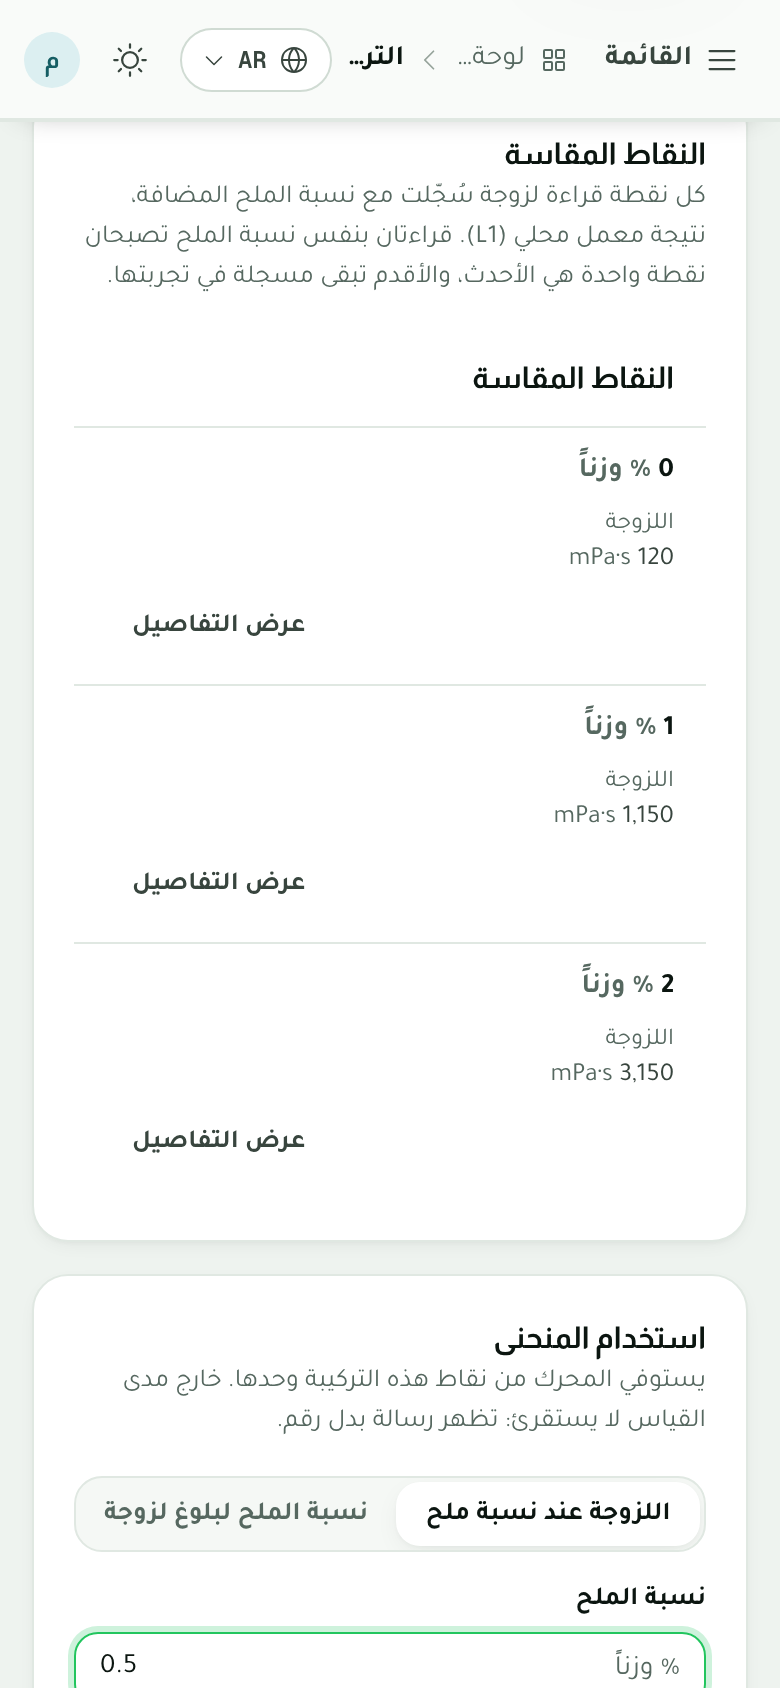 القائمة
لوحة...
التر...
AR
م
النقاط المقاسة
كل نقطة قراءة لزوجة سُجّلت مع نسبة الملح المضافة،
نتيجة معمل محلي (L1). قراءتان بنفس نسبة الملح تصبحان
نقطة واحدة هي الأحدث، والأقدم تبقى مسجلة في تجربتها.
النقاط المقاسة
0 % وزناً
اللزوجة
120 mPa·s
عرض التفاصيل
1 % وزناً
اللزوجة
1,150 mPa·s
عرض التفاصيل
2 % وزناً
اللزوجة
3,150 mPa·s
عرض التفاصيل
استخدام المنحنى
يستوفي المحرك من نقاط هذه التركيبة وحدها. خارج مدى
القياس لا يستقرئ: تظهر رسالة بدل رقم.
اللزوجة عند نسبة ملح
نسبة الملح لبلوغ لزوجة
نسبة الملح
% وزناً
0.5